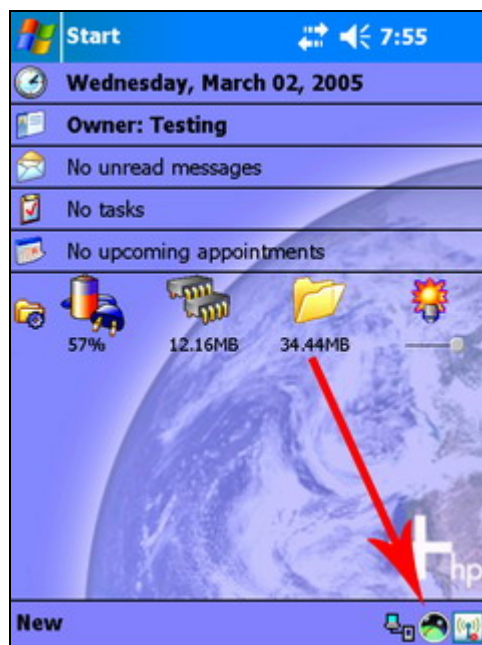 Start 7:55
Wednesday, March 02, 2005
Owner: Testing
No unread messages
No tasks
No upcoming appointments
57% 12.16MB 34.44MB
hp
New